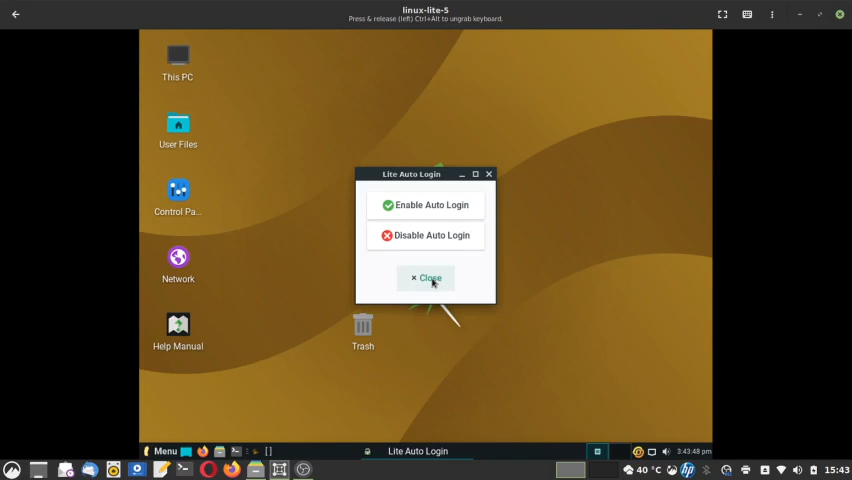 linux-lite-5
Press & release (left) Ctrl+Alt to ungrab keyboard.
This PC
User Files
Control Pa...
Network
Help Manual
Trash
Lite Auto Login
Enable Auto Login
Disable Auto Login
Close
Menu
[]
Lite Auto Login
3:43:48 pm
40 °C
hp
15:43